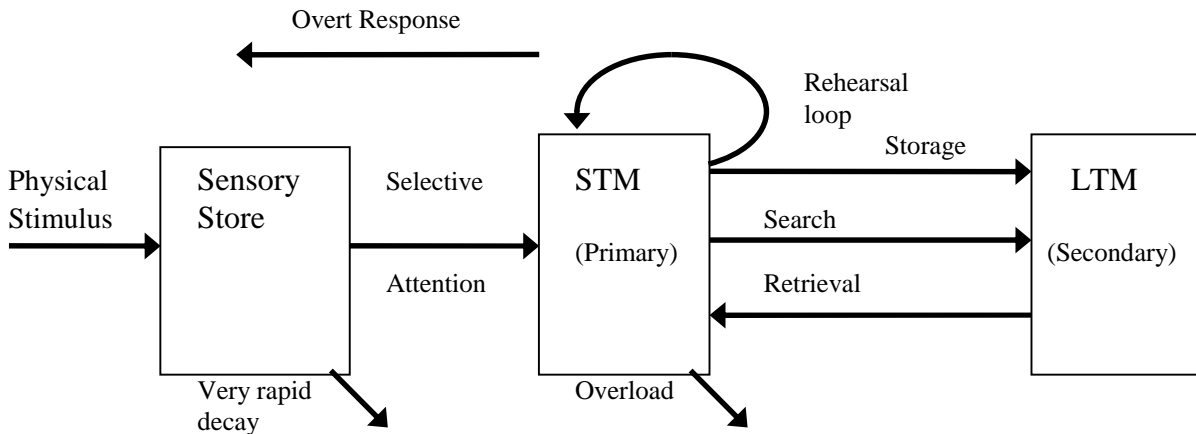 Overt Response
Rehearsal
loop
Storage
Physical
Stimulus
Sensory
Store
Selective
Attention
STM
(Primary)
Search
Retrieval
LTM
(Secondary)
Very rapid
decay
Overload